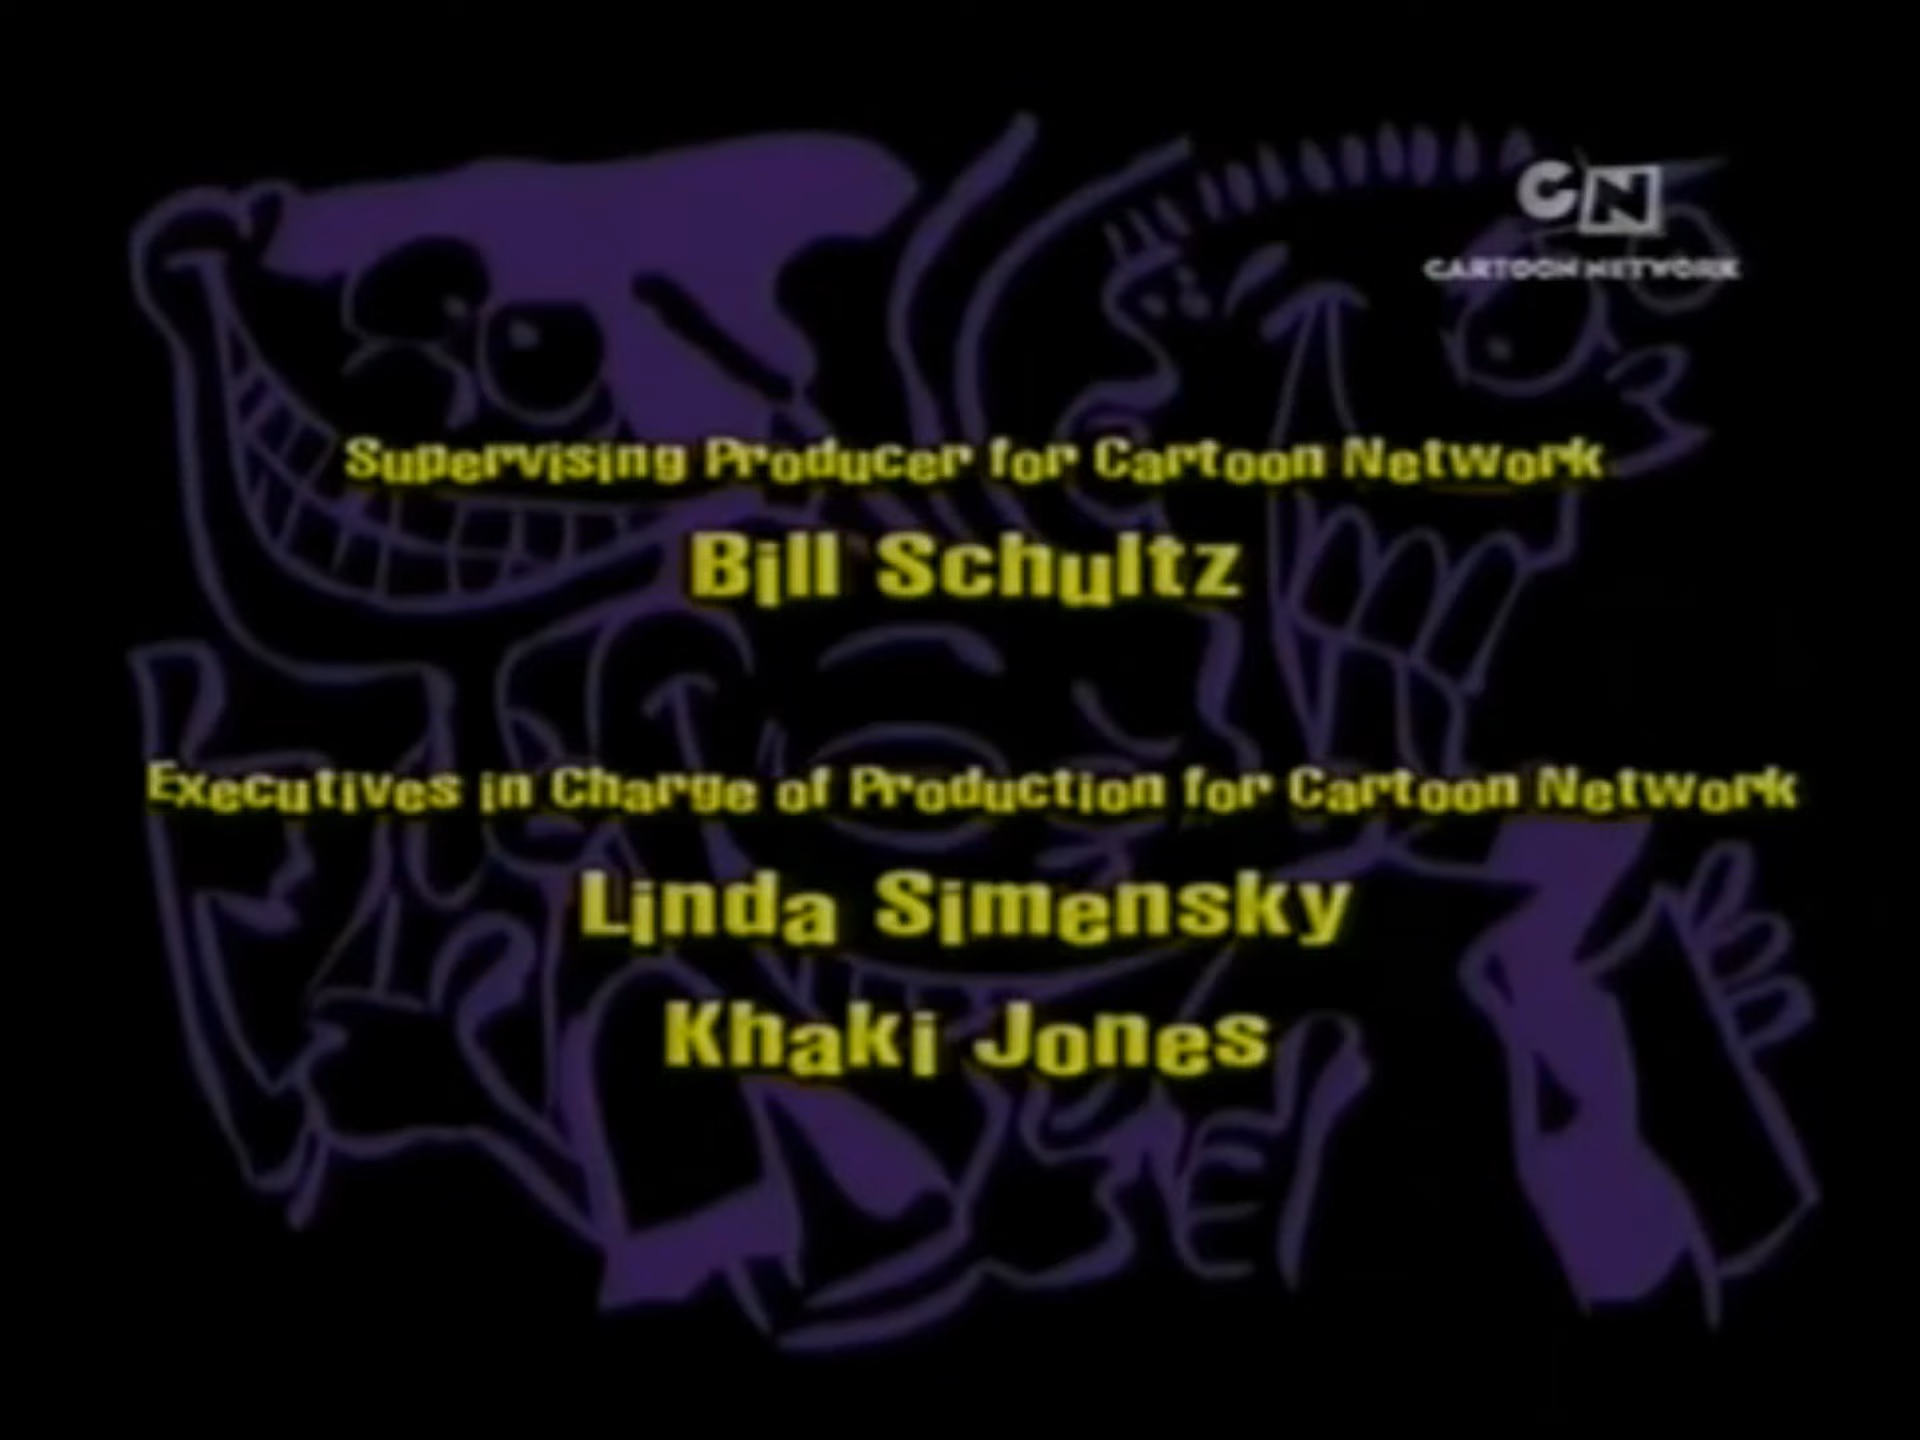 CN
CARTOON NETWORK
Supervising Producer for Cartoon Network
Bill Schultz
Executives in Charge of Production for Cartoon Network
Linda Simensky
Khaki Jones